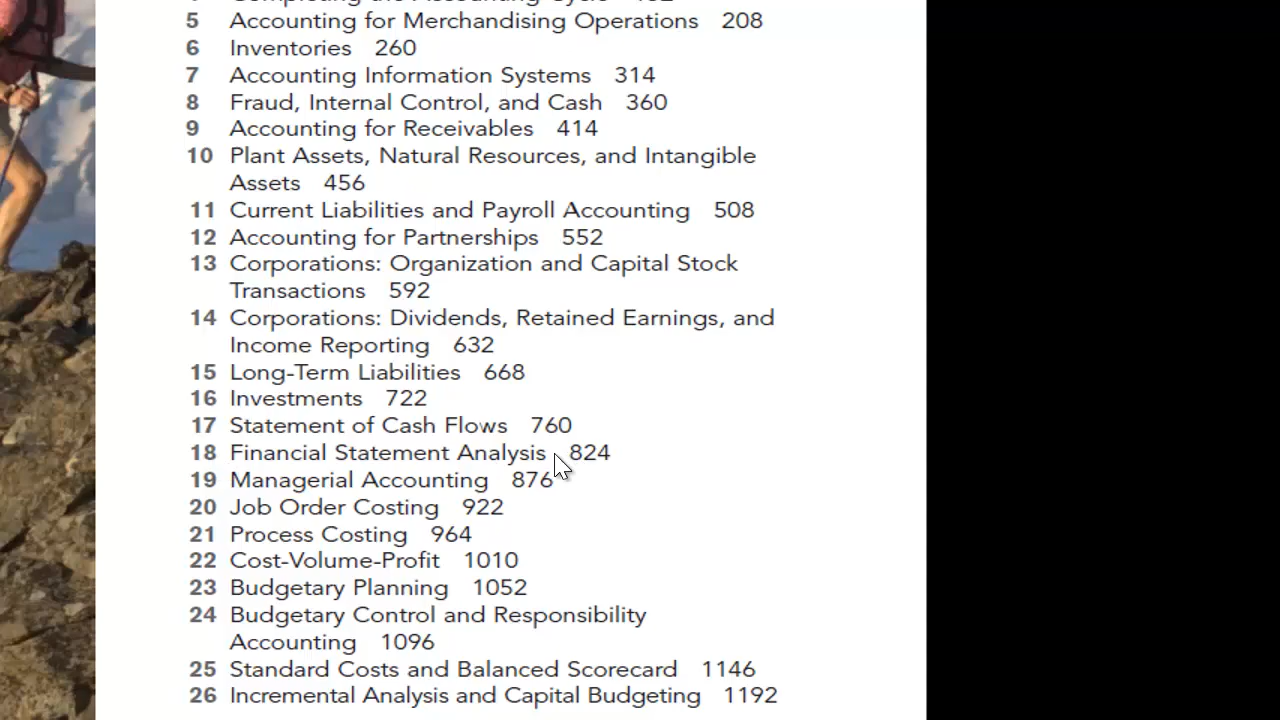 5 Accounting for Merchandising Operations 208
6 Inventories 260
7 Accounting Information Systems 314
8 Fraud, Internal Control, and Cash 360
9 Accounting for Receivables 414
10 Plant Assets, Natural Resources, and Intangible
Assets 456
11 Current Liabilities and Payroll Accounting 508
12 Accounting for Partnerships 552
13 Corporations: Organization and Capital Stock
Transactions 592
14 Corporations: Dividends, Retained Earnings, and
Income Reporting 632
15 Long-Term Liabilities 668
16 Investments 722
17 Statement of Cash Flows 760
18 Financial Statement Analysis 824
19 Managerial Accounting 876
20 Job Order Costing 922
21 Process Costing 964
22 Cost-Volume-Profit 1010
23 Budgetary Planning 1052
24 Budgetary Control and Responsibility
Accounting 1096
25 Standard Costs and Balanced Scorecard 1146
26 Incremental Analysis and Capital Budgeting 1192